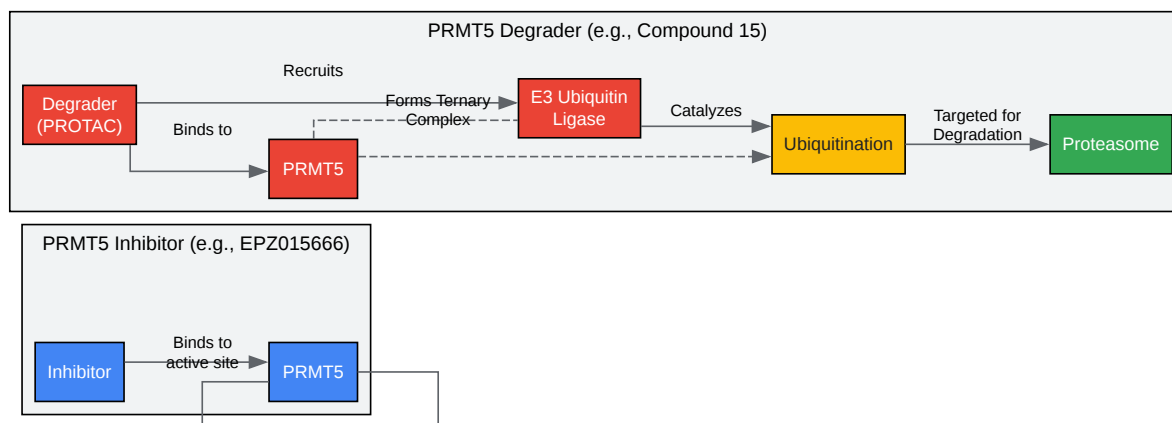 PRMT5 Degrader (e.g., Compound 15)
Recruits
Degrader
(PROTAC)
Forms Ternary
Complex
E3 Ubiquitin
Ligase
Binds to
Catalyzes
Targeted for
Degradation
PRMT5
Ubiquitination
Proteasome
PRMT5 Inhibitor (e.g., EPZ015666)
Inhibitor
Binds to
active site
PRMT5